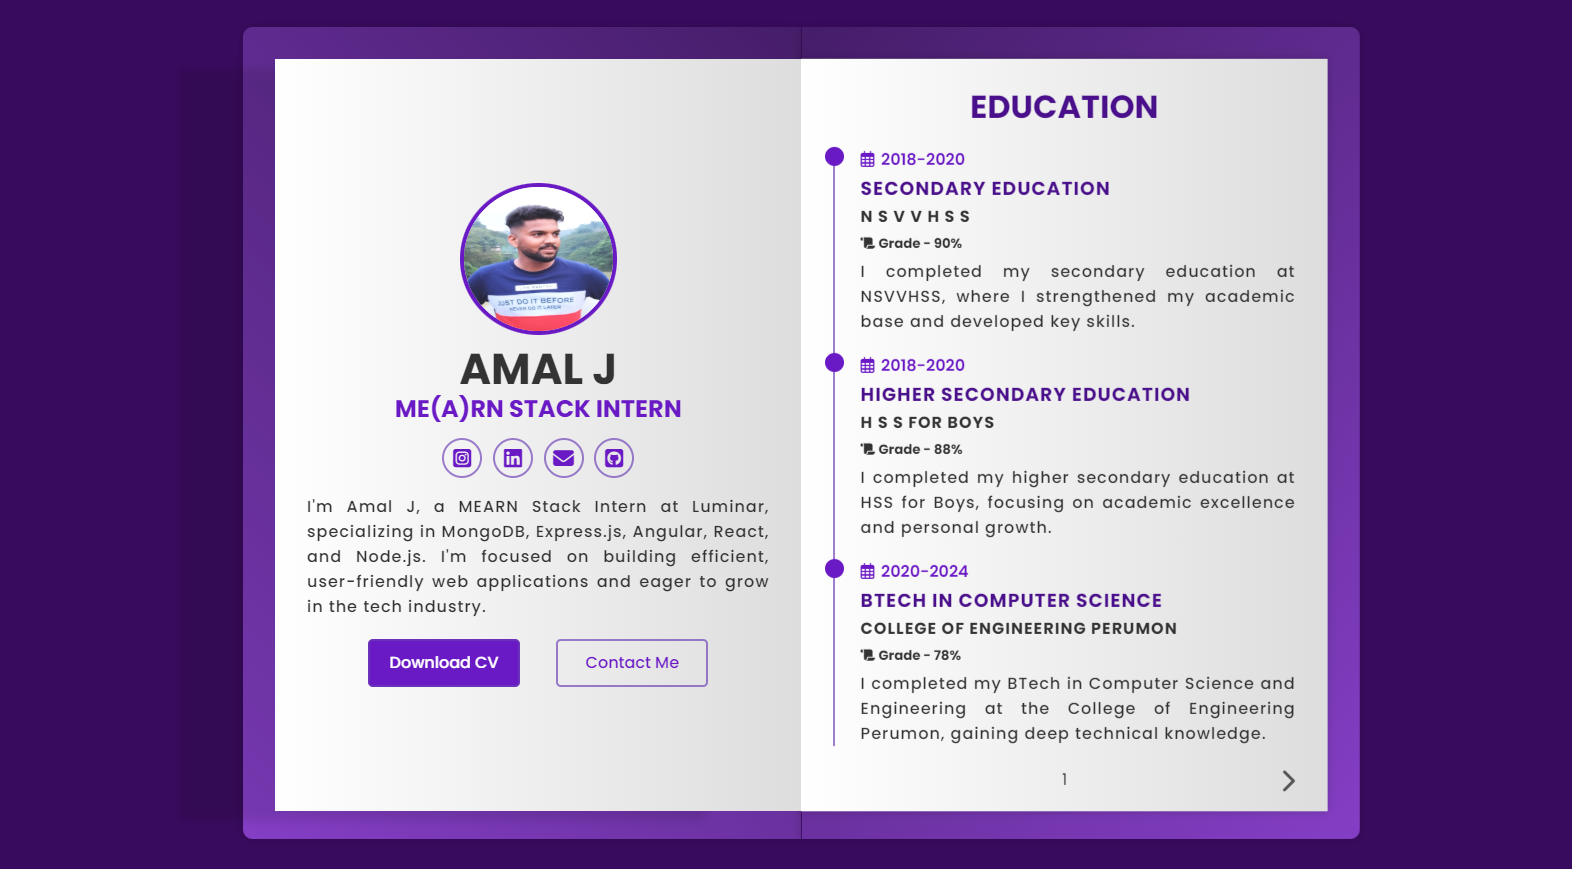 JUST DO IT BEFORE
NEVER DO IT LATER
AMAL J
ME(A)RN STACK INTERN
I'm Amal J, a MEARN Stack Intern at Luminar,
specializing in MongoDB, Express.js, Angular, React,
and Node.js. I'm focused on building efficient,
user-friendly web applications and eager to grow
in the tech industry.
Download CV
Contact Me
EDUCATION
2018-2020
SECONDARY EDUCATION
N S V V H S S
Grade - 90%
I completed my secondary education at
NSVVHSS, where I strengthened my academic
base and developed key skills.
2018-2020
HIGHER SECONDARY EDUCATION
H S S FOR BOYS
Grade - 88%
I completed my higher secondary education at
HSS for Boys, focusing on academic excellence
and personal growth.
2020-2024
BTECH IN COMPUTER SCIENCE
COLLEGE OF ENGINEERING PERUMON
Grade - 78%
I completed my BTech in Computer Science and
Engineering at the College of Engineering
Perumon, gaining deep technical knowledge.
1